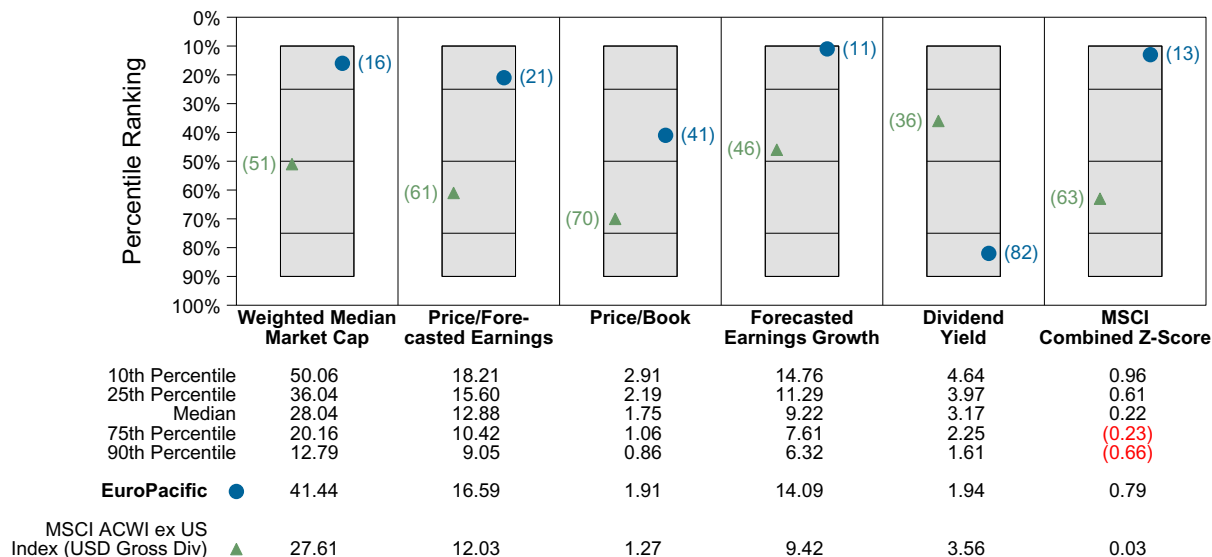 Percentile Ranking
0%
10%
20%
30%
40%
50%
60%
70%
80%
90%
100%
(16)
(51)
(21)
(61)
(41)
(70)
(11)
(46)
(36)
(82)
(13)
(63)
Weighted Median
Market Cap
Price/Fore-
casted Earnings
Price/Book
Forecasted
Earnings Growth
Dividend
Yield
MSCI
Combined Z-Score
10th Percentile 50.06 18.21 2.91 14.76 4.64 0.96
25th Percentile 36.04 15.60 2.19 11.29 3.97 0.61
Median 28.04 12.88 1.75 9.22 3.17 0.22
75th Percentile 20.16 10.42 1.06 7.61 2.25 (0.23)
90th Percentile 12.79 9.05 0.86 6.32 1.61 (0.66)
EuroPacific 41.44 16.59 1.91 14.09 1.94 0.79
MSCI ACWI ex US
Index (USD Gross Div) 27.61 12.03 1.27 9.42 3.56 0.03